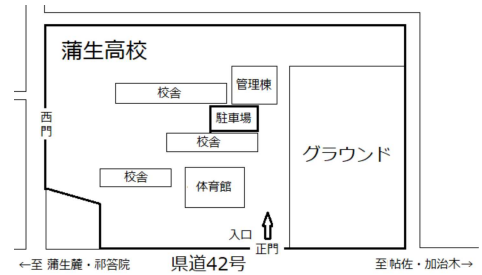 蒲生高校
管理棟
校舎
駐車場
西門
校舎
グラウンド
校舎
体育館
入口
正門
←至 蒲生麓・祁答院
県道42号
至 帖佐・加治木→